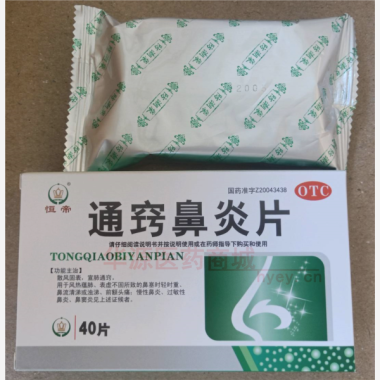 200
恒帝
国药准字Z20043436
OTC
通窍鼻炎片
请仔细阅读说明书并按说明使用或在药师指导下购买和使用
TONGQIAOBIYANPIAN
【功能主治】
散风固表，宣肺通窍。
用于风热蕴肺、表虚不固所致的鼻塞时轻时重、
鼻流清涕或浊涕、前额头痛；慢性鼻炎、过敏性
鼻炎、鼻窦炎见上述证候者。
40片